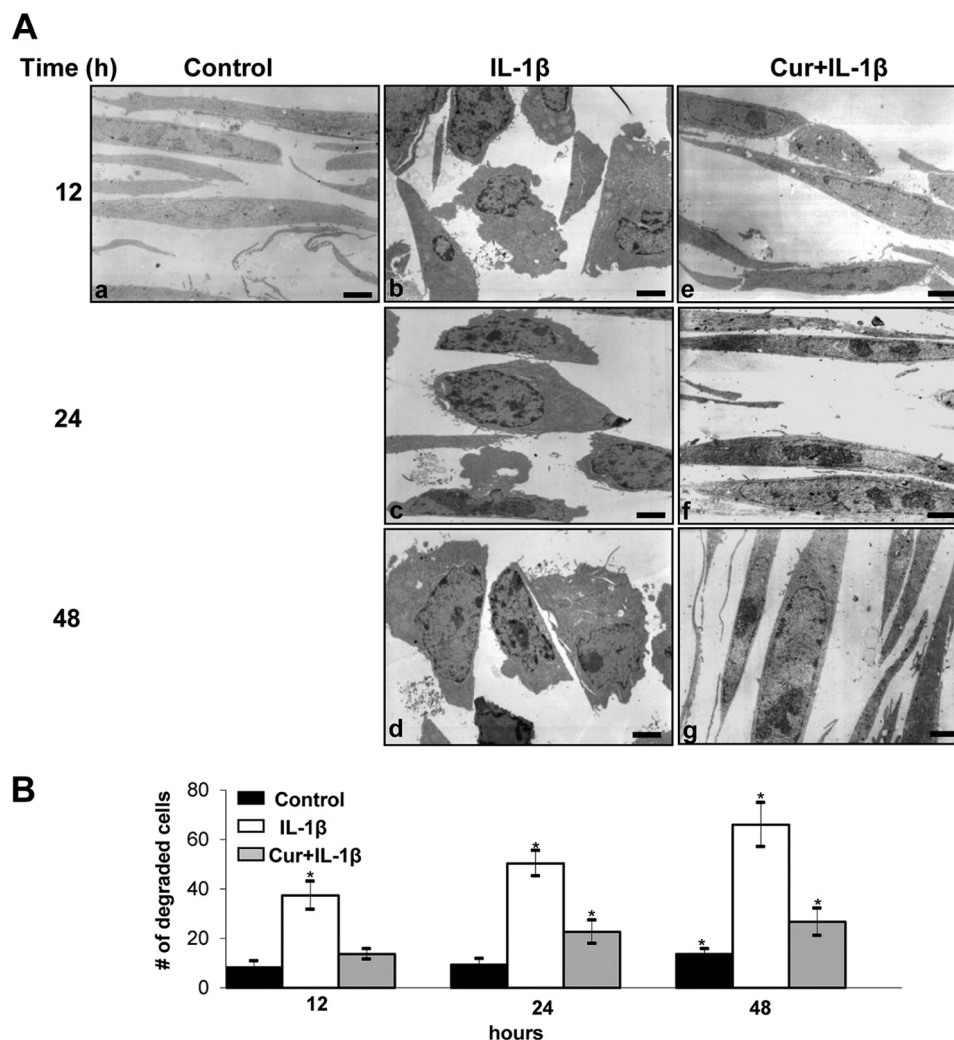 A
Time (h) Control IL-1β Cur+IL-1β
12
a b e
24
c f
48
d g
B
# of degraded cells
80
60
40
20
0
Control
IL-1β
Cur+IL-1β
* * * * * *
12 24 48
hours